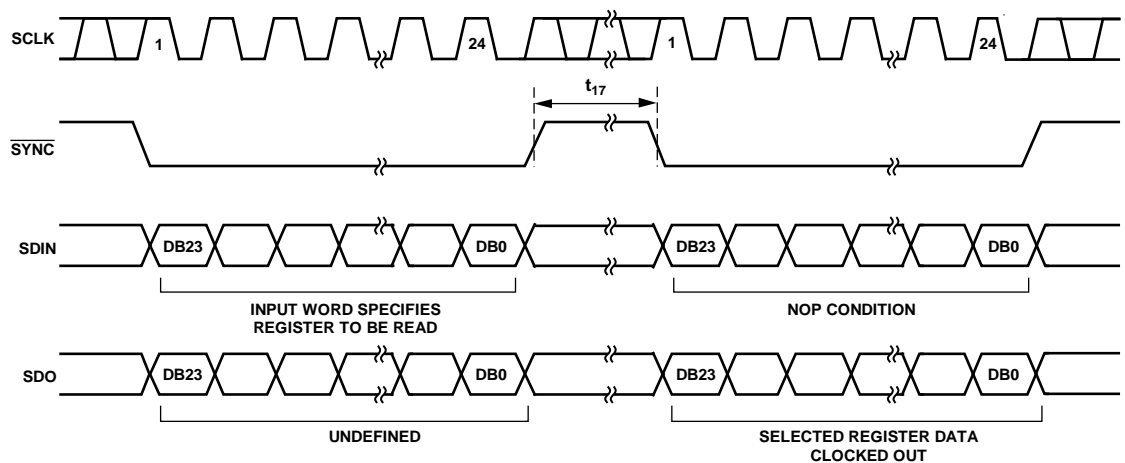 SCLK
1
24
1
24
t17
SYNC
SDIN
DB23
DB0
DB23
DB0
INPUT WORD SPECIFIES
REGISTER TO BE READ
NOP CONDITION
SDO
DB23
DB0
DB23
DB0
UNDEFINED
SELECTED REGISTER DATA
CLOCKED OUT